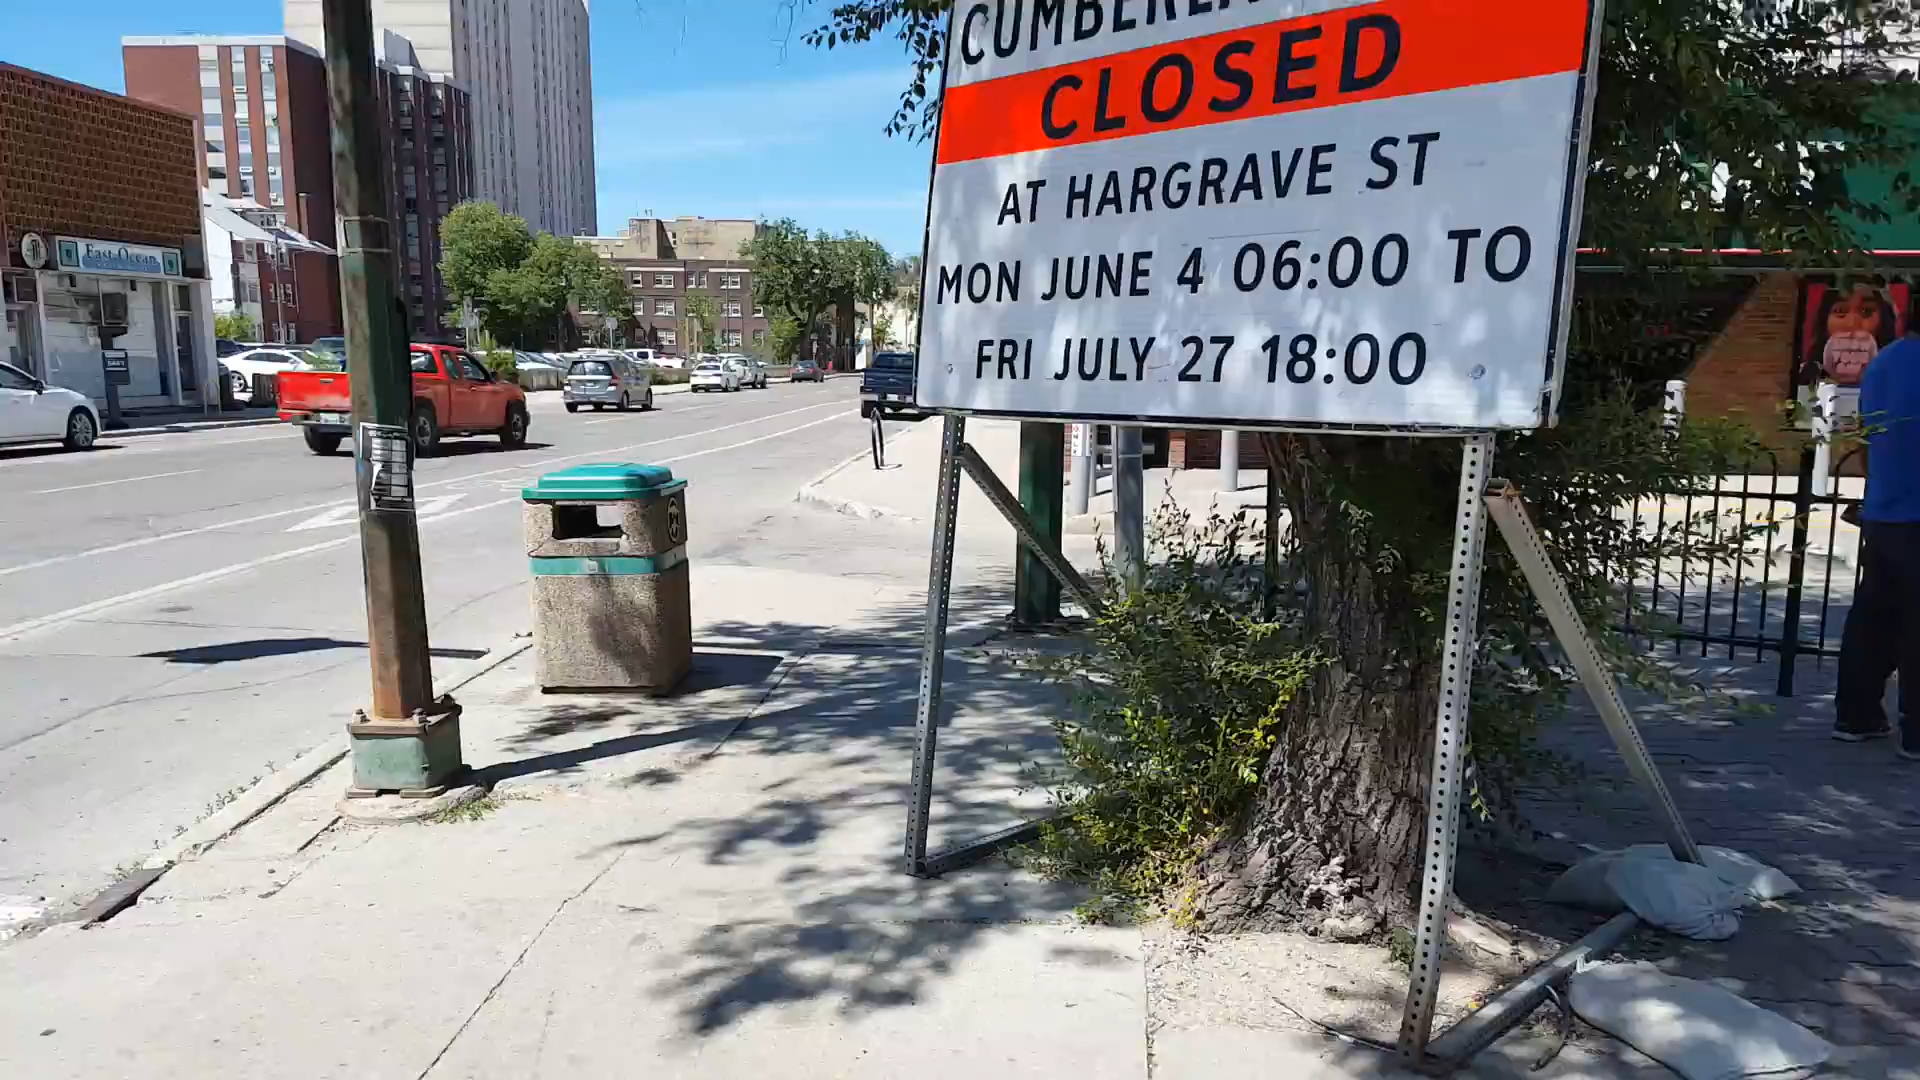 CLOSED
AT HARGRAVE ST
MON JUNE 4 06:00 TO
FRI JULY 27 18:00
East Ocean